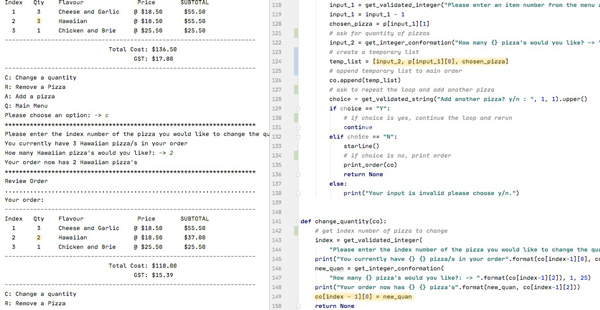 Index Qty Flavour Price SUBTOTAL
1 3 Cheese and Garlic @ $18.50 $55.50
2 3 Hawaiian @ $18.50 $55.50
3 1 Chicken and Brie @ $25.50 $25.50
Total Cost: $136.50
GST: $17.80
C: Change a quantity
R: Remove a Pizza
A: Add a pizza
Q: Main Menu
Please choose an option: -> c
Please enter the index number of the pizza you would like to change the qu
You currently have 3 Hawaiian pizza/s in your order
How many Hawaiian pizza's would you like?: -> 2
Your order now has 2 Hawaiian pizza's
Review Order
Your order:
Index Qty Flavour Price SUBTOTAL
1 3 Cheese and Garlic @ $18.50 $55.50
2 2 Hawaiian @ $18.50 $37.00
3 1 Chicken and Brie @ $25.50 $25.50
Total Cost: $118.00
GST: $15.39
C: Change a quantity
R: Remove a Pizza
118 input_1 = get_validated_integer("Please enter an item number from the menu a
119 input_1 = input_1 - 1
120 chosen_pizza = p[input_1][1]
121 # ask for quantity of pizzas
122 input_2 = get_integer_conformation("How many {} pizza's would you like? ->
123 # create a temporary list
124 temp_list = [input_2, p[input_1][0], chosen_pizza]
125 # append temporary list to main order
126 co.append(temp_list)
127 # ask to repeat the loop and add another pizza
128 choice = get_validated_string("Add another pizza? y/n : ", 1, 1).upper()
129 if choice == "Y":
130 # if choice is yes, continue the loop and rerun
131 continue
132 elif choice == "N":
133 starline()
134 # if choice is no, print order
135 print_order(co)
136 return None
137 else:
138 print("Your input is invalid please choose y/n.")
139
140
141 def change_quantity(co):
142 # get index number of pizza to change
143 index = get_validated_integer(
144 "Please enter the index number of the pizza you would like to change the qua
145 print("You currently have {} {} pizza/s in your order".format(co[index-1][0], co
146 new_quan = get_integer_conformation(
147 "How many {} pizza's would you like?: -> ".format(co[index-1][2]), 1, 25)
148 print("Your order now has {} {} pizza's".format(new_quan, co[index-1][2]))
149 co[index - 1][0] = new_quan
150 return None